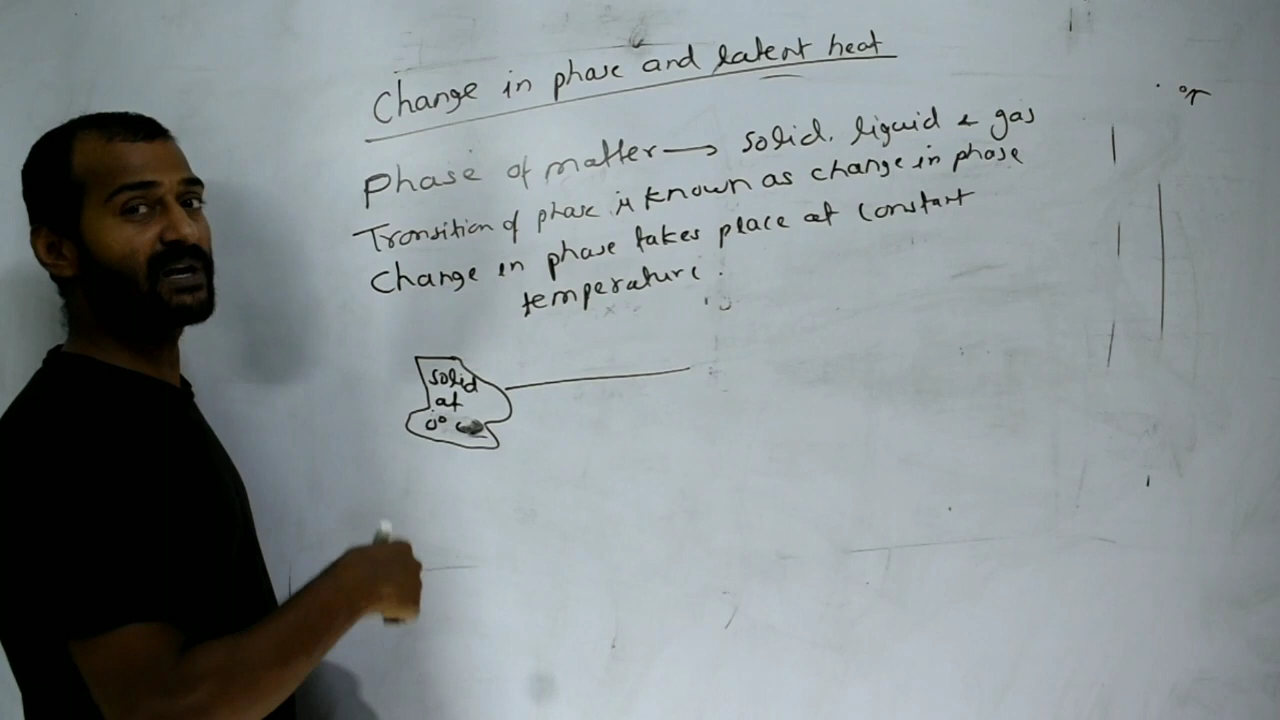 Change in phase and latent heat
Phase of matter → solid, liquid & gas
Transition of phase is known as change in phase
Change in phase takes place at constant
temperature.
solid
at
0° C